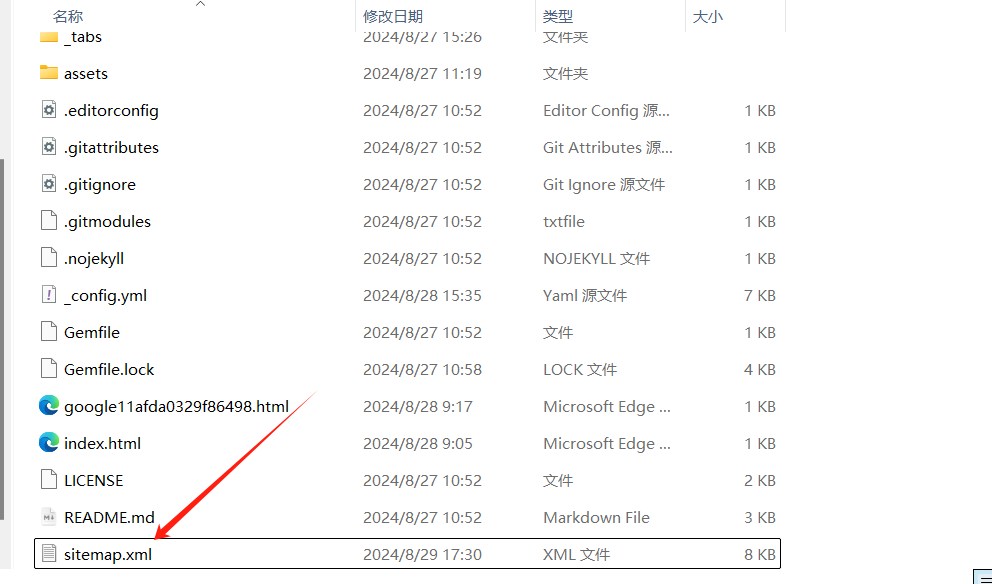 名称 修改日期 类型 大小
_tabs 2024/8/27 15:26 文件夹
assets 2024/8/27 11:19 文件夹
.editorconfig 2024/8/27 10:52 Editor Config 源... 1 KB
.gitattributes 2024/8/27 10:52 Git Attributes 源... 1 KB
.gitignore 2024/8/27 10:52 Git Ignore 源文件 1 KB
.gitmodules 2024/8/27 10:52 txtfile 1 KB
.nojekyll 2024/8/27 10:52 NOJEKYLL 文件 1 KB
_config.yml 2024/8/28 15:35 Yaml 源文件 7 KB
Gemfile 2024/8/27 10:52 文件 1 KB
Gemfile.lock 2024/8/27 10:58 LOCK 文件 4 KB
google11afda0329f86498.html 2024/8/28 9:17 Microsoft Edge ... 1 KB
index.html 2024/8/28 9:05 Microsoft Edge ... 1 KB
LICENSE 2024/8/27 10:52 文件 2 KB
README.md 2024/8/27 10:52 Markdown File 3 KB
sitemap.xml 2024/8/29 17:30 XML 文件 8 KB